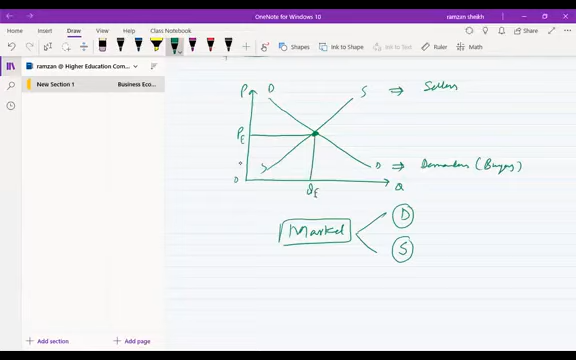 OneNote for Windows 10
ramzan sheikh
Home Insert Draw View Help Class Notebook
Share
Shapes Ink to Shape Ink to Text Ruler Math
ramzan @ Higher Education Com...
New Section 1
Business Eco...
P D S ⇒ Sellers
PE
S D ⇒ Demanders (Buyers)
0 QE Q
Market
D
S
+ Add section + Add page